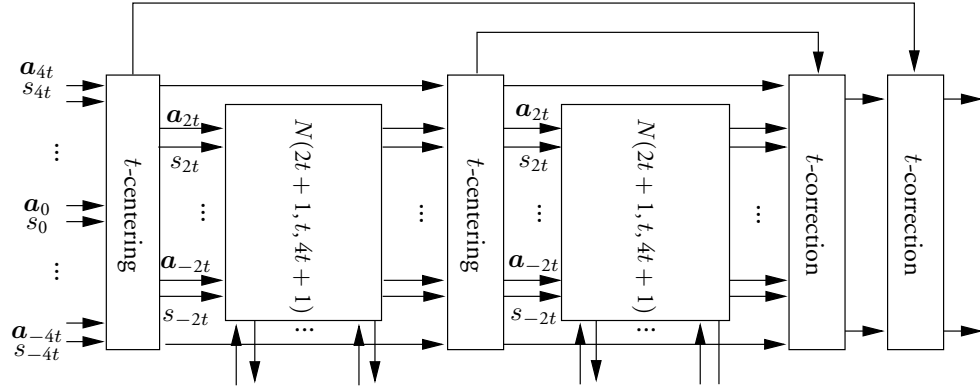 a_{4t}
s_{4t}
...
a_0
s_0
...
a_{−4t}
s_{−4t}
t-centering
a_{2t}
s_{2t}
...
a_{−2t}
s_{−2t}
N(2t + 1, t, 4t + 1)
...
...
t-centering
a_{2t}
s_{2t}
...
a_{−2t}
s_{−2t}
N(2t + 1, t, 4t + 1)
...
...
t-correction
t-correction